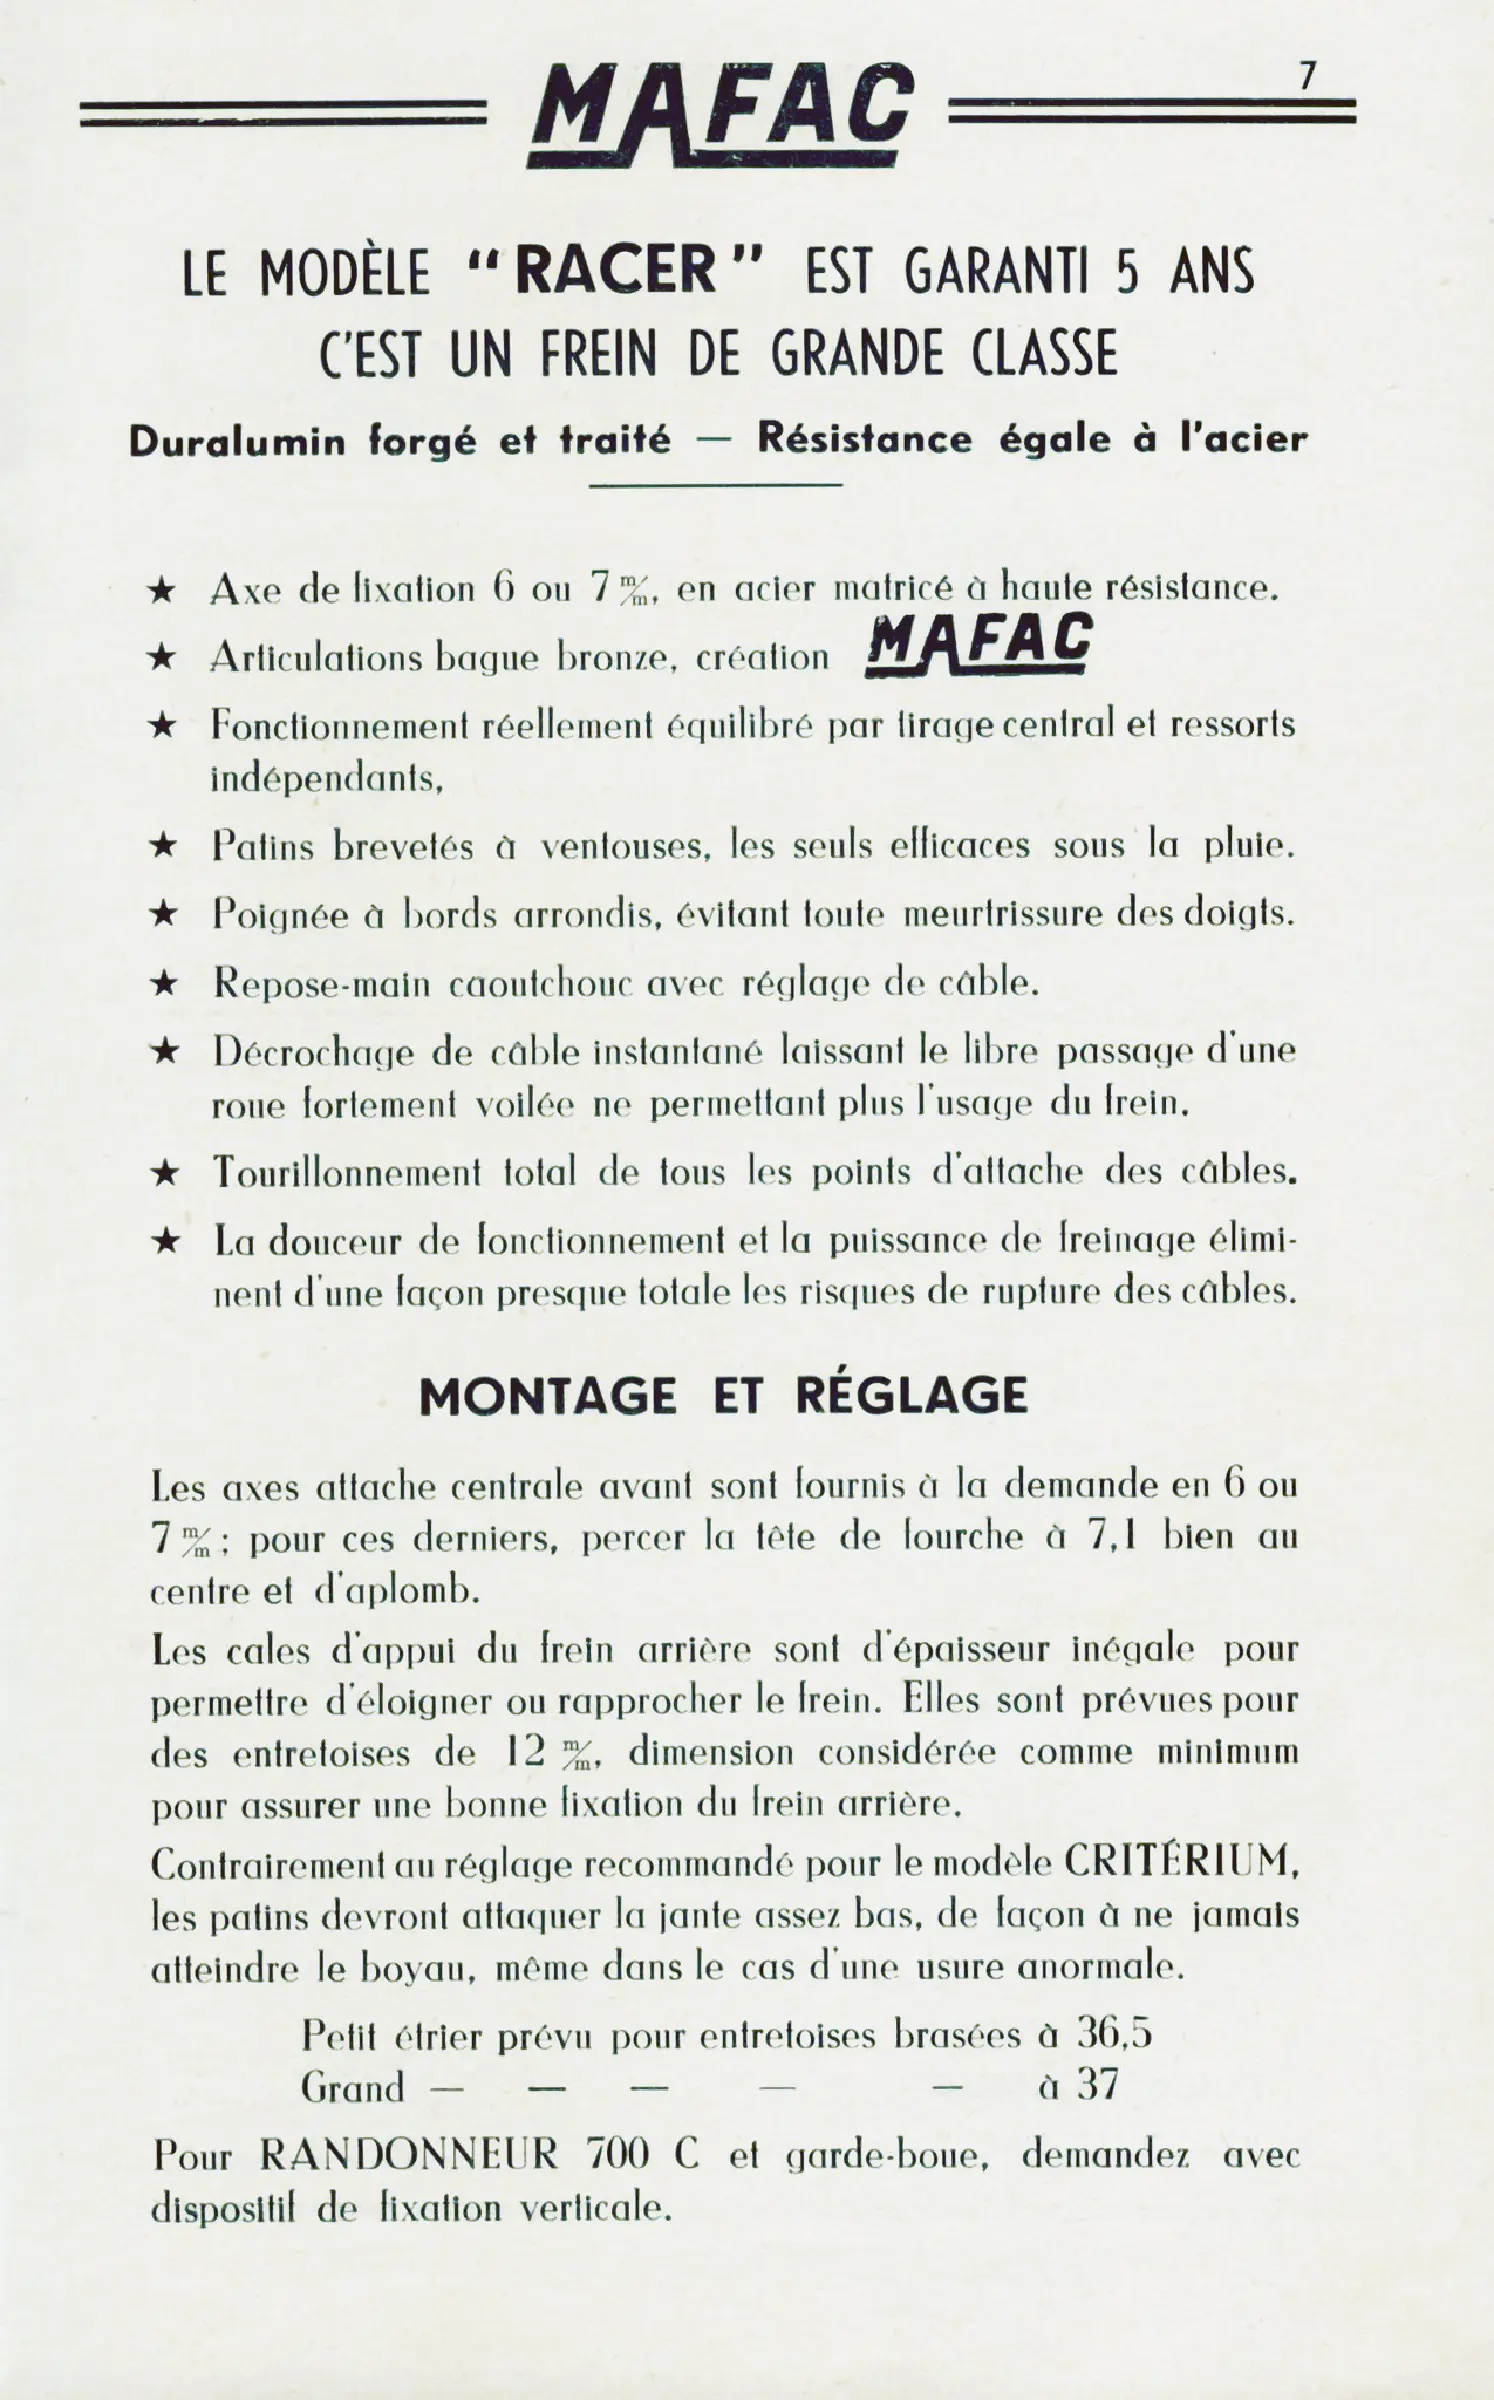 MAFAC
7
LE MODÈLE “RACER” EST GARANTI 5 ANS
C'EST UN FREIN DE GRANDE CLASSE
Duralumin forgé et traité — Résistance égale à l'acier
★ Axe de fixation 6 ou 7 m/m, en acier matricé à haute résistance.
★ Articulations bague bronze, création MAFAC
★ Fonctionnement réellement équilibré par tirage central et ressorts
indépendants,
★ Patins brevetés à ventouses, les seuls efficaces sous la pluie.
★ Poignée à bords arrondis, évitant toute meurtrissure des doigts.
★ Repose-main caoutchouc avec réglage de câble.
★ Décrochage de câble instantané laissant le libre passage d'une
roue fortement voilée ne permettant plus l'usage du frein.
★ Tourillonnement total de tous les points d'attache des câbles.
★ La douceur de fonctionnement et la puissance de freinage élimi-
nent d'une façon presque totale les risques de rupture des câbles.
MONTAGE ET RÉGLAGE
Les axes attache centrale avant sont fournis à la demande en 6 ou
7 m/m ; pour ces derniers, percer la tête de fourche à 7,1 bien au
centre et d'aplomb.
Les cales d'appui du frein arrière sont d'épaisseur inégale pour
permettre d'éloigner ou rapprocher le frein. Elles sont prévues pour
des entretoises de 12 m/m, dimension considérée comme minimum
pour assurer une bonne fixation du frein arrière.
Contrairement au réglage recommandé pour le modèle CRITÉRIUM,
les patins devront attaquer la jante assez bas, de façon à ne jamais
atteindre le boyau, même dans le cas d'une usure anormale.
Petit étrier prévu pour entretoises brasées à 36,5
Grand — — — — — à 37
Pour RANDONNEUR 700 C et garde-boue, demandez avec
dispositif de fixation verticale.